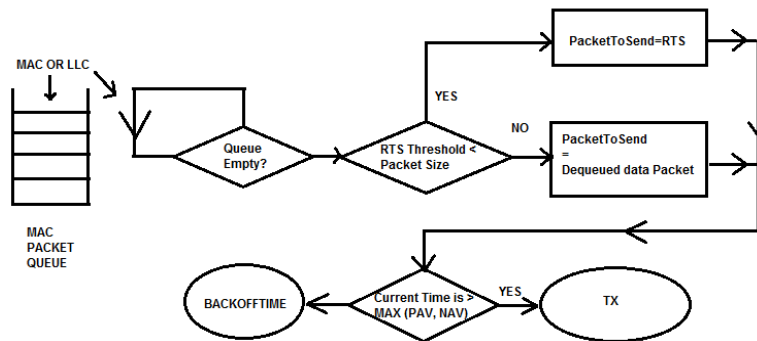 MAC OR LLC
MAC
PACKET
QUEUE
Queue
Empty?
RTS Threshold <
Packet Size
YES
NO
PacketToSend=RTS
PacketToSend
=
Dequeued data Packet
Current Time is >
MAX (PAV, NAV)
YES
BACKOFFTIME
TX